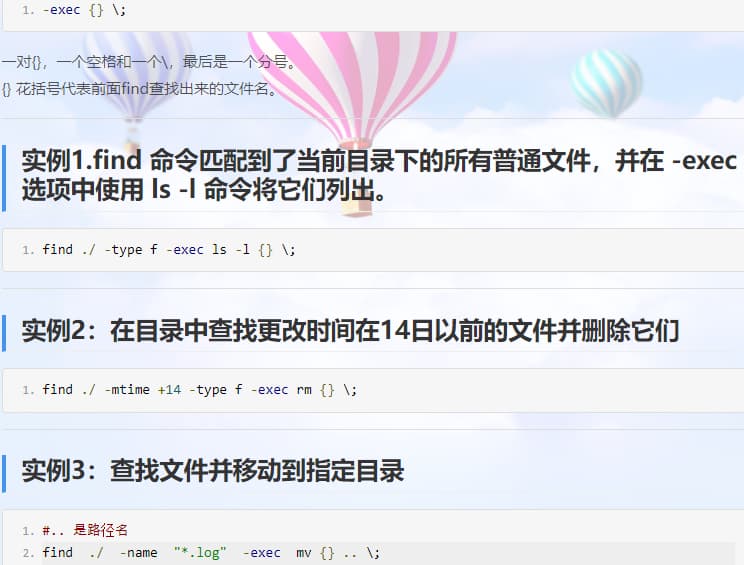 1. -exec {} \;
一对{}，一个空格和一个\，最后是一个分号。
{} 花括号代表前面find查找出来的文件名。
实例1.find 命令匹配到了当前目录下的所有普通文件，并在 -exec
选项中使用 ls -l 命令将它们列出。
1. find ./ -type f -exec ls -l {} \;
实例2：在目录中查找更改时间在14日以前的文件并删除它们
1. find ./ -mtime +14 -type f -exec rm {} \;
实例3：查找文件并移动到指定目录
1. #.. 是路径名
2. find  ./  -name  "*.log"  -exec  mv {} .. \;